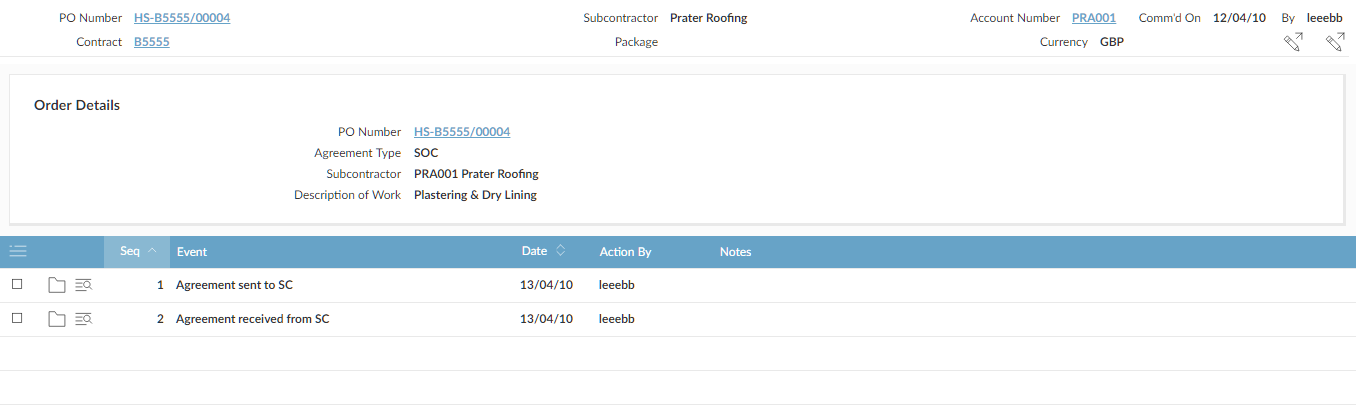 PO Number HS-B5555/00004 Subcontractor Prater Roofing Account Number PRA001 Comm'd On 12/04/10 By leeebb
Contract B5555 Package Currency GBP
Order Details
PO Number HS-B5555/00004
Agreement Type SOC
Subcontractor PRA001 Prater Roofing
Description of Work Plastering & Dry Lining
Seq Event Date Action By Notes
1 Agreement sent to SC 13/04/10 leeebb
2 Agreement received from SC 13/04/10 leeebb